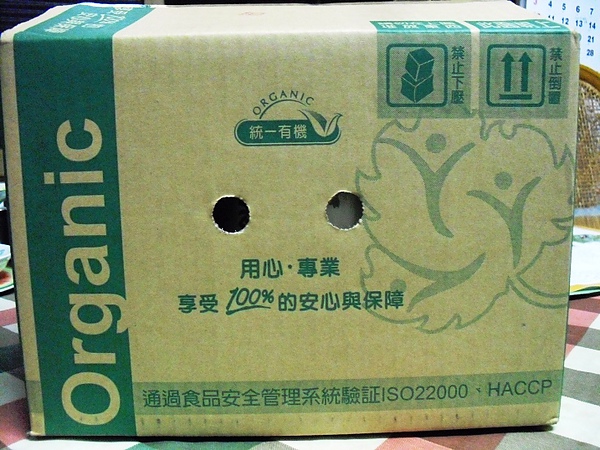 Organic
ORGANIC
統一有機
禁止下壓
禁止倒置
用心·專業
享受100%的安心與保障
通過食品安全管理系統驗証ISO22000、HACCP